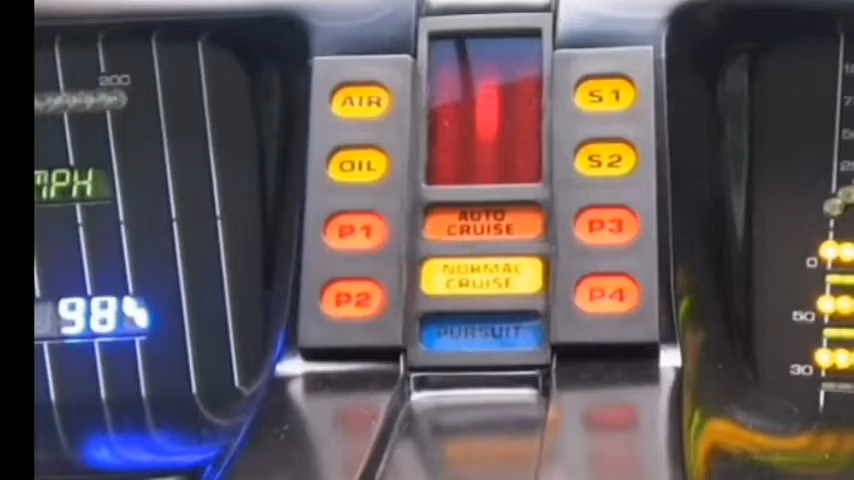 200
MPH
98%
AIR
OIL
P1
P2
AUTO
CRUISE
NORMAL
CRUISE
PURSUIT
S1
S2
P3
P4
0
50
30